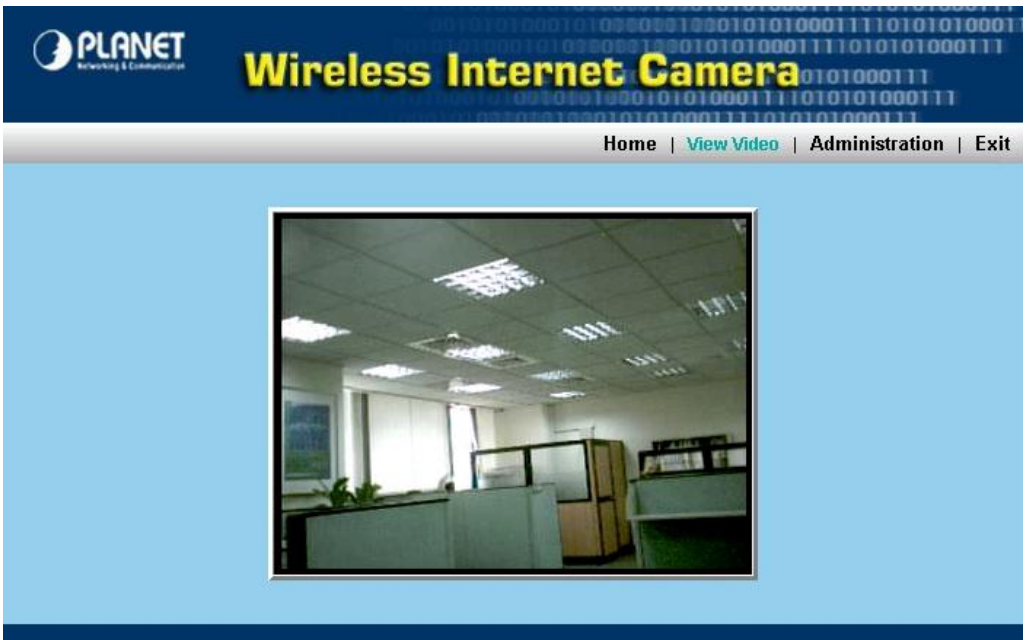 PLANET
Networking & Communication
Wireless Internet Camera
Home | View Video | Administration | Exit